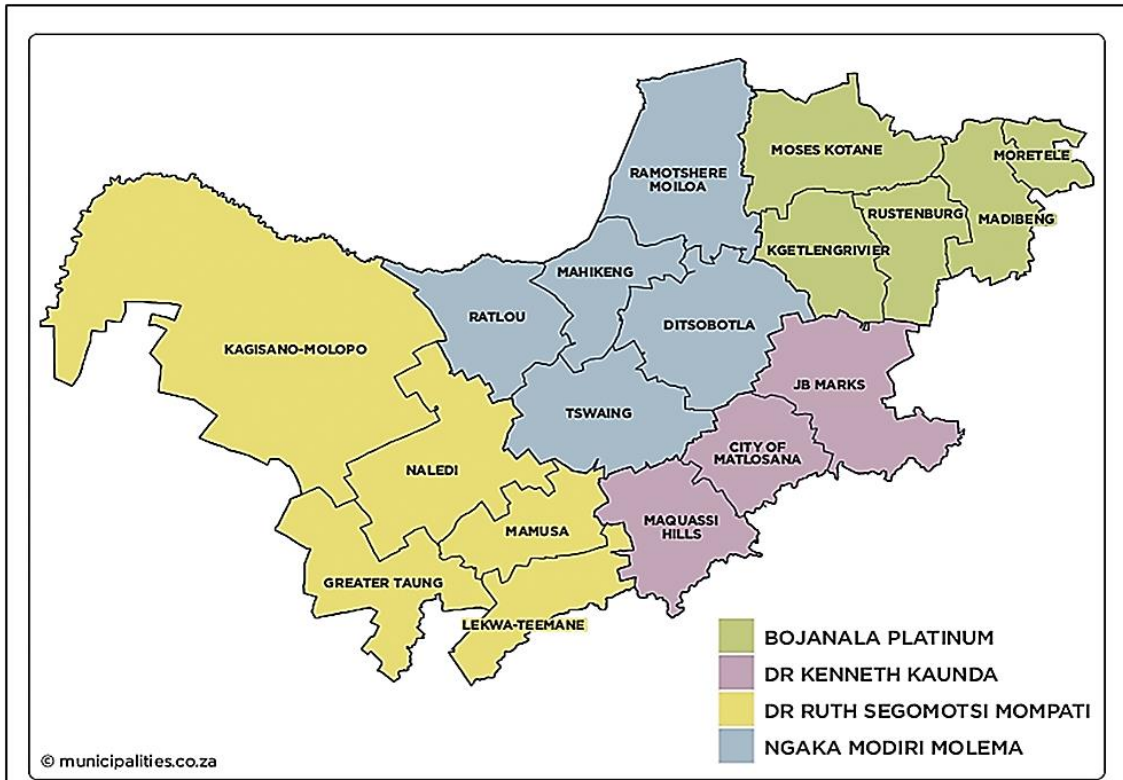 MOSES KOTANE
MORETELE
RAMOTSHERE
MOILOA
RUSTENBURG
MADIBENG
KGETLENGRIVIER
MAHIKENG
RATLOU
DITSOBOTLA
KAGISANO-MOLOPO
JB MARKS
TSWAING
CITY OF
MATLOSANA
NALEDI
MAMUSA
MAQUASSI
HILLS
GREATER TAUNG
LEKWA-TEEMANE
BOJANALA PLATINUM
DR KENNETH KAUNDA
DR RUTH SEGOMOTSI MOMPATI
NGAKA MODIRI MOLEMA
© municipalities.co.za